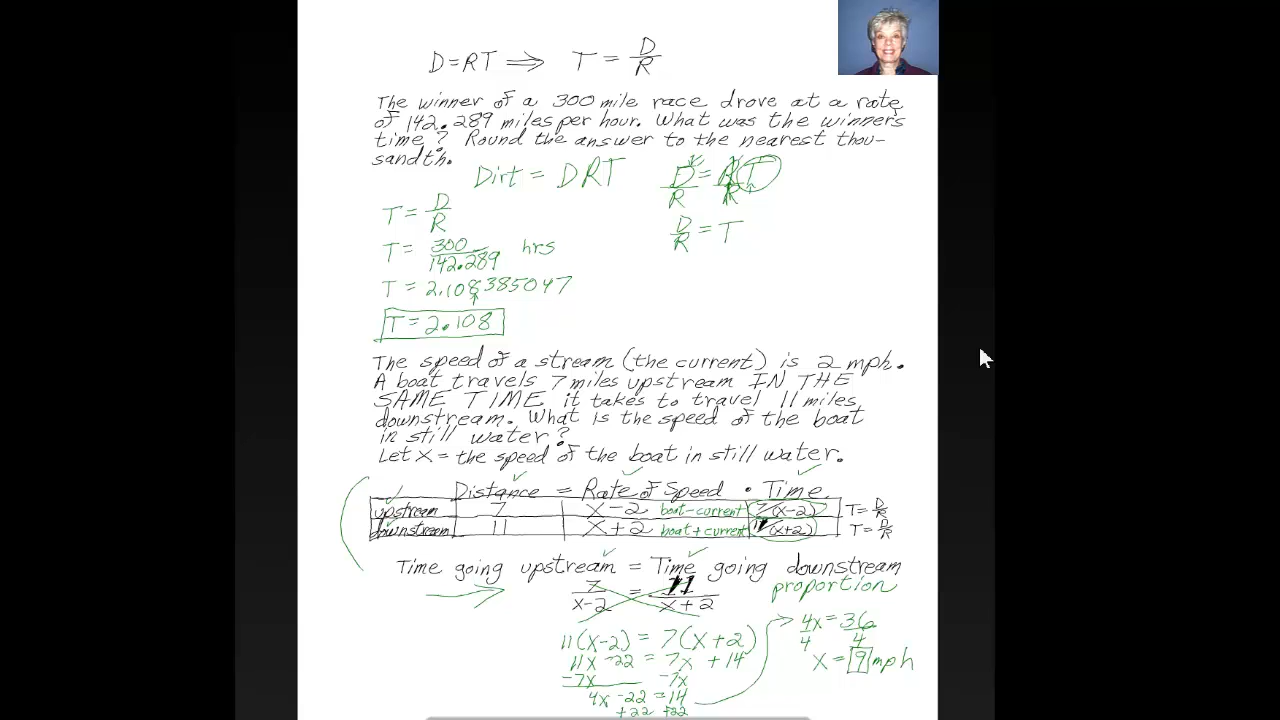 D=RT ⟹ T = D/R
The winner of a 300 mile race drove at a rate
of 142.289 miles per hour. What was the winner's
time? Round the answer to the nearest thou-
sandth.
Dirt = DRT D/R = RT/R
T = D/R D/R = T
T = 300/142.289 hrs
T = 2.108385047
T = 2.108
The speed of a stream (the current) is 2 mph.
A boat travels 7 miles upstream IN THE
SAME TIME it takes to travel 11 miles
downstream. What is the speed of the boat
in still water?
Let X = the speed of the boat in still water.
Distance = Rate of Speed • Time
upstream 7 X-2 boat-current 7/(x-2) T = D/R
downstream 11 X+2 boat+current 11/(x+2) T = D/R
Time going upstream = Time going downstream
7/(x-2) = 11/(x+2) proportion
11(x-2) = 7(x+2) 4x/4 = 36/4
11x -22 = 7x +14 x = 9 mph
-7x -7x
4x -22 = 14
+22 +22